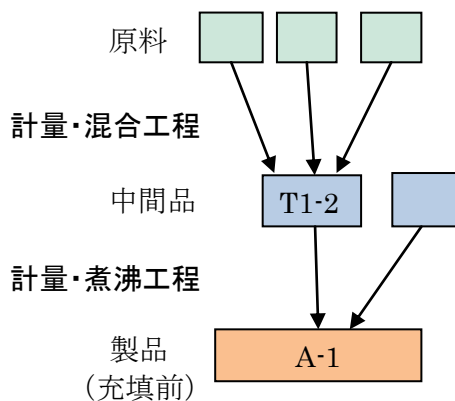 原料
計量・混合工程
中間品
T1-2
計量・煮沸工程
製品
A-1
(充填前)